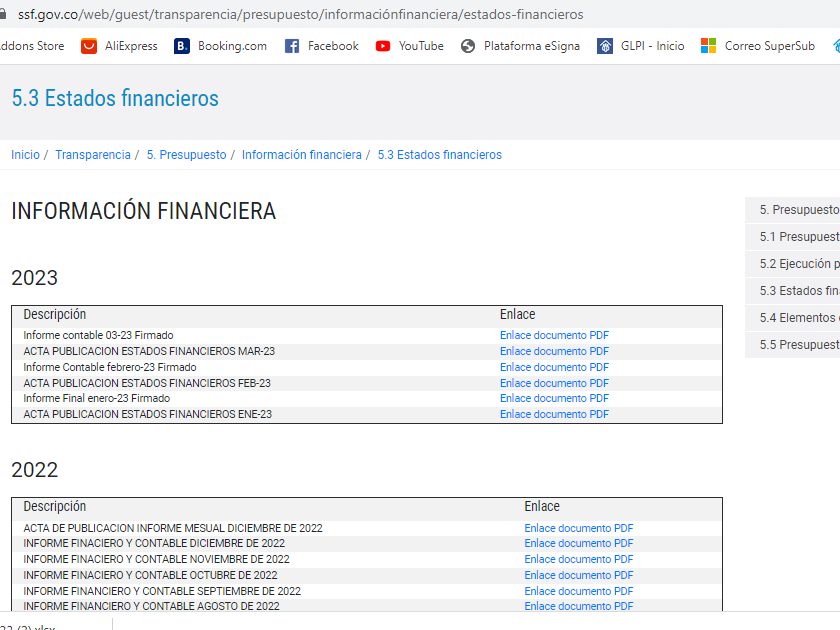 ssf.gov.co/web/guest/transparencia/presupuesto/informaciónfinanciera/estados-financieros
ddons Store AliExpress B. Booking.com Facebook YouTube Plataforma eSigna GLPI - Inicio Correo SuperSub
5.3 Estados financieros
Inicio / Transparencia / 5. Presupuesto / Información financiera / 5.3 Estados financieros
INFORMACIÓN FINANCIERA
2023
Descripción Enlace
Informe contable 03-23 Firmado Enlace documento PDF
ACTA PUBLICACION ESTADOS FINANCIEROS MAR-23 Enlace documento PDF
Informe Contable febrero-23 Firmado Enlace documento PDF
ACTA PUBLICACION ESTADOS FINANCIEROS FEB-23 Enlace documento PDF
Informe Final enero-23 Firmado Enlace documento PDF
ACTA PUBLICACION ESTADOS FINANCIEROS ENE-23 Enlace documento PDF
2022
Descripción Enlace
ACTA DE PUBLICACION INFORME MESUAL DICIEMBRE DE 2022 Enlace documento PDF
INFORME FINACIERO Y CONTABLE DICIEMBRE DE 2022 Enlace documento PDF
INFORME FINACIERO Y CONTABLE NOVIEMBRE DE 2022 Enlace documento PDF
INFORME FINACIERO Y CONTABLE OCTUBRE DE 2022 Enlace documento PDF
INFORME FINANCIERO Y CONTABLE SEPTIEMBRE DE 2022 Enlace documento PDF
INFORME FINANCIERO Y CONTABLE AGOSTO DE 2022 Enlace documento PDF
5. Presupuesto
5.1 Presupuest
5.2 Ejecución p
5.3 Estados fin
5.4 Elementos
5.5 Presupuest